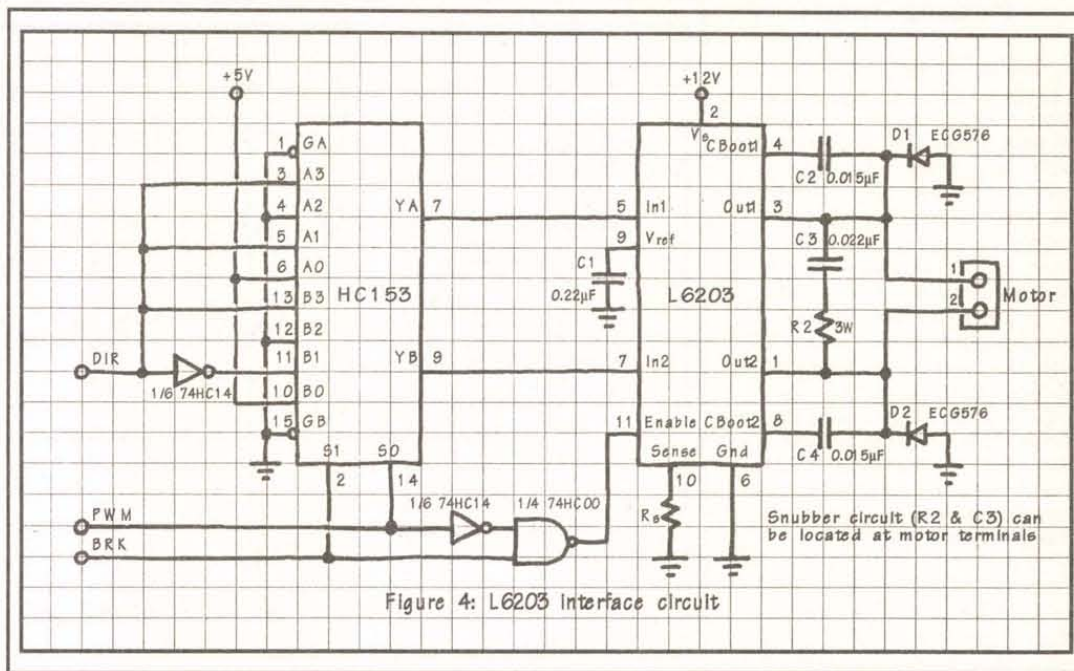 +5V
+12V
2
Vs
1
GA
CBoot1
4
D1
ECG576
3
A3
C2
0.015µF
4
A2
YA
7
5
In1
Out1
3
5
A1
9
Vref
C3
0.022µF
6
A0
C1
HC153
0.22µF
L6203
1
2
Motor
13
B3
12
B2
R2
3W
DIR
11
B1
YB
9
7
In2
Out2
1
1/6 74HC14
10
B0
15
GB
11
Enable
CBoot2
8
D2
ECG576
S1
S0
Sense
Gnd
C4
0.015µF
2
14
10
6
PWM
1/6 74HC14
1/4 74HC00
Rs
BRK
Snubber circuit (R2 & C3) can
be located at motor terminals
Figure 4: L6203 interface circuit